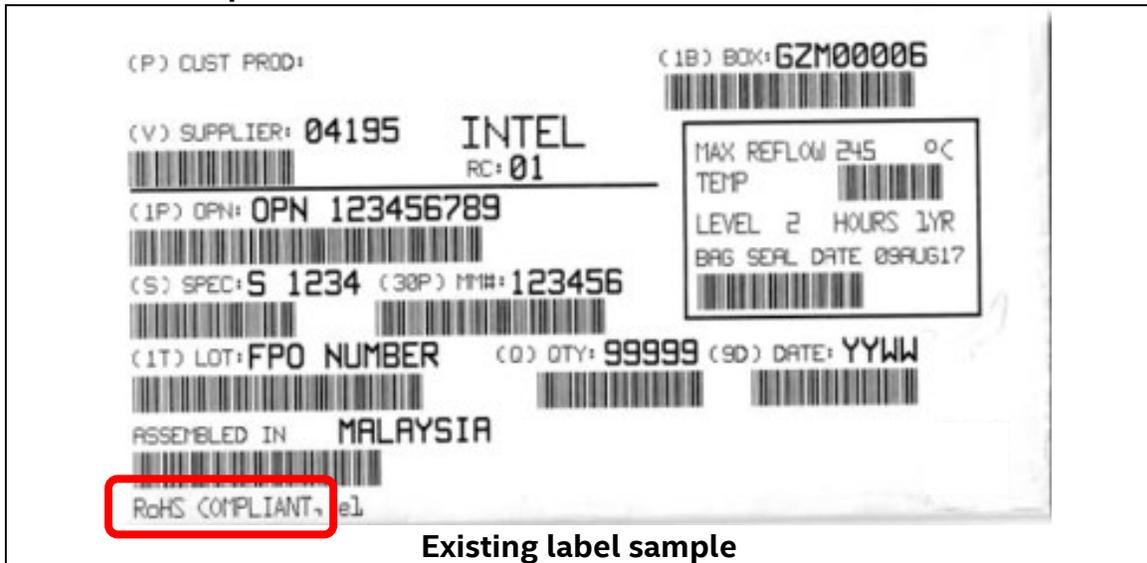 (P) CUST PROD:
(1B) BOX: GZM00006
(V) SUPPLIER: 04195 INTEL
RC: 01
MAX REFLOW 245 °C
TEMP
(1P) OPN: OPN 123456789
LEVEL 2 HOURS 1YR
BAG SEAL DATE 09AUG17
(S) SPEC: S 1234 (30P) MM#: 123456
(1T) LOT: FPO NUMBER (Q) QTY: 99999 (9D) DATE: YYWW
ASSEMBLED IN MALAYSIA
RoHS COMPLIANT, e1
Existing label sample